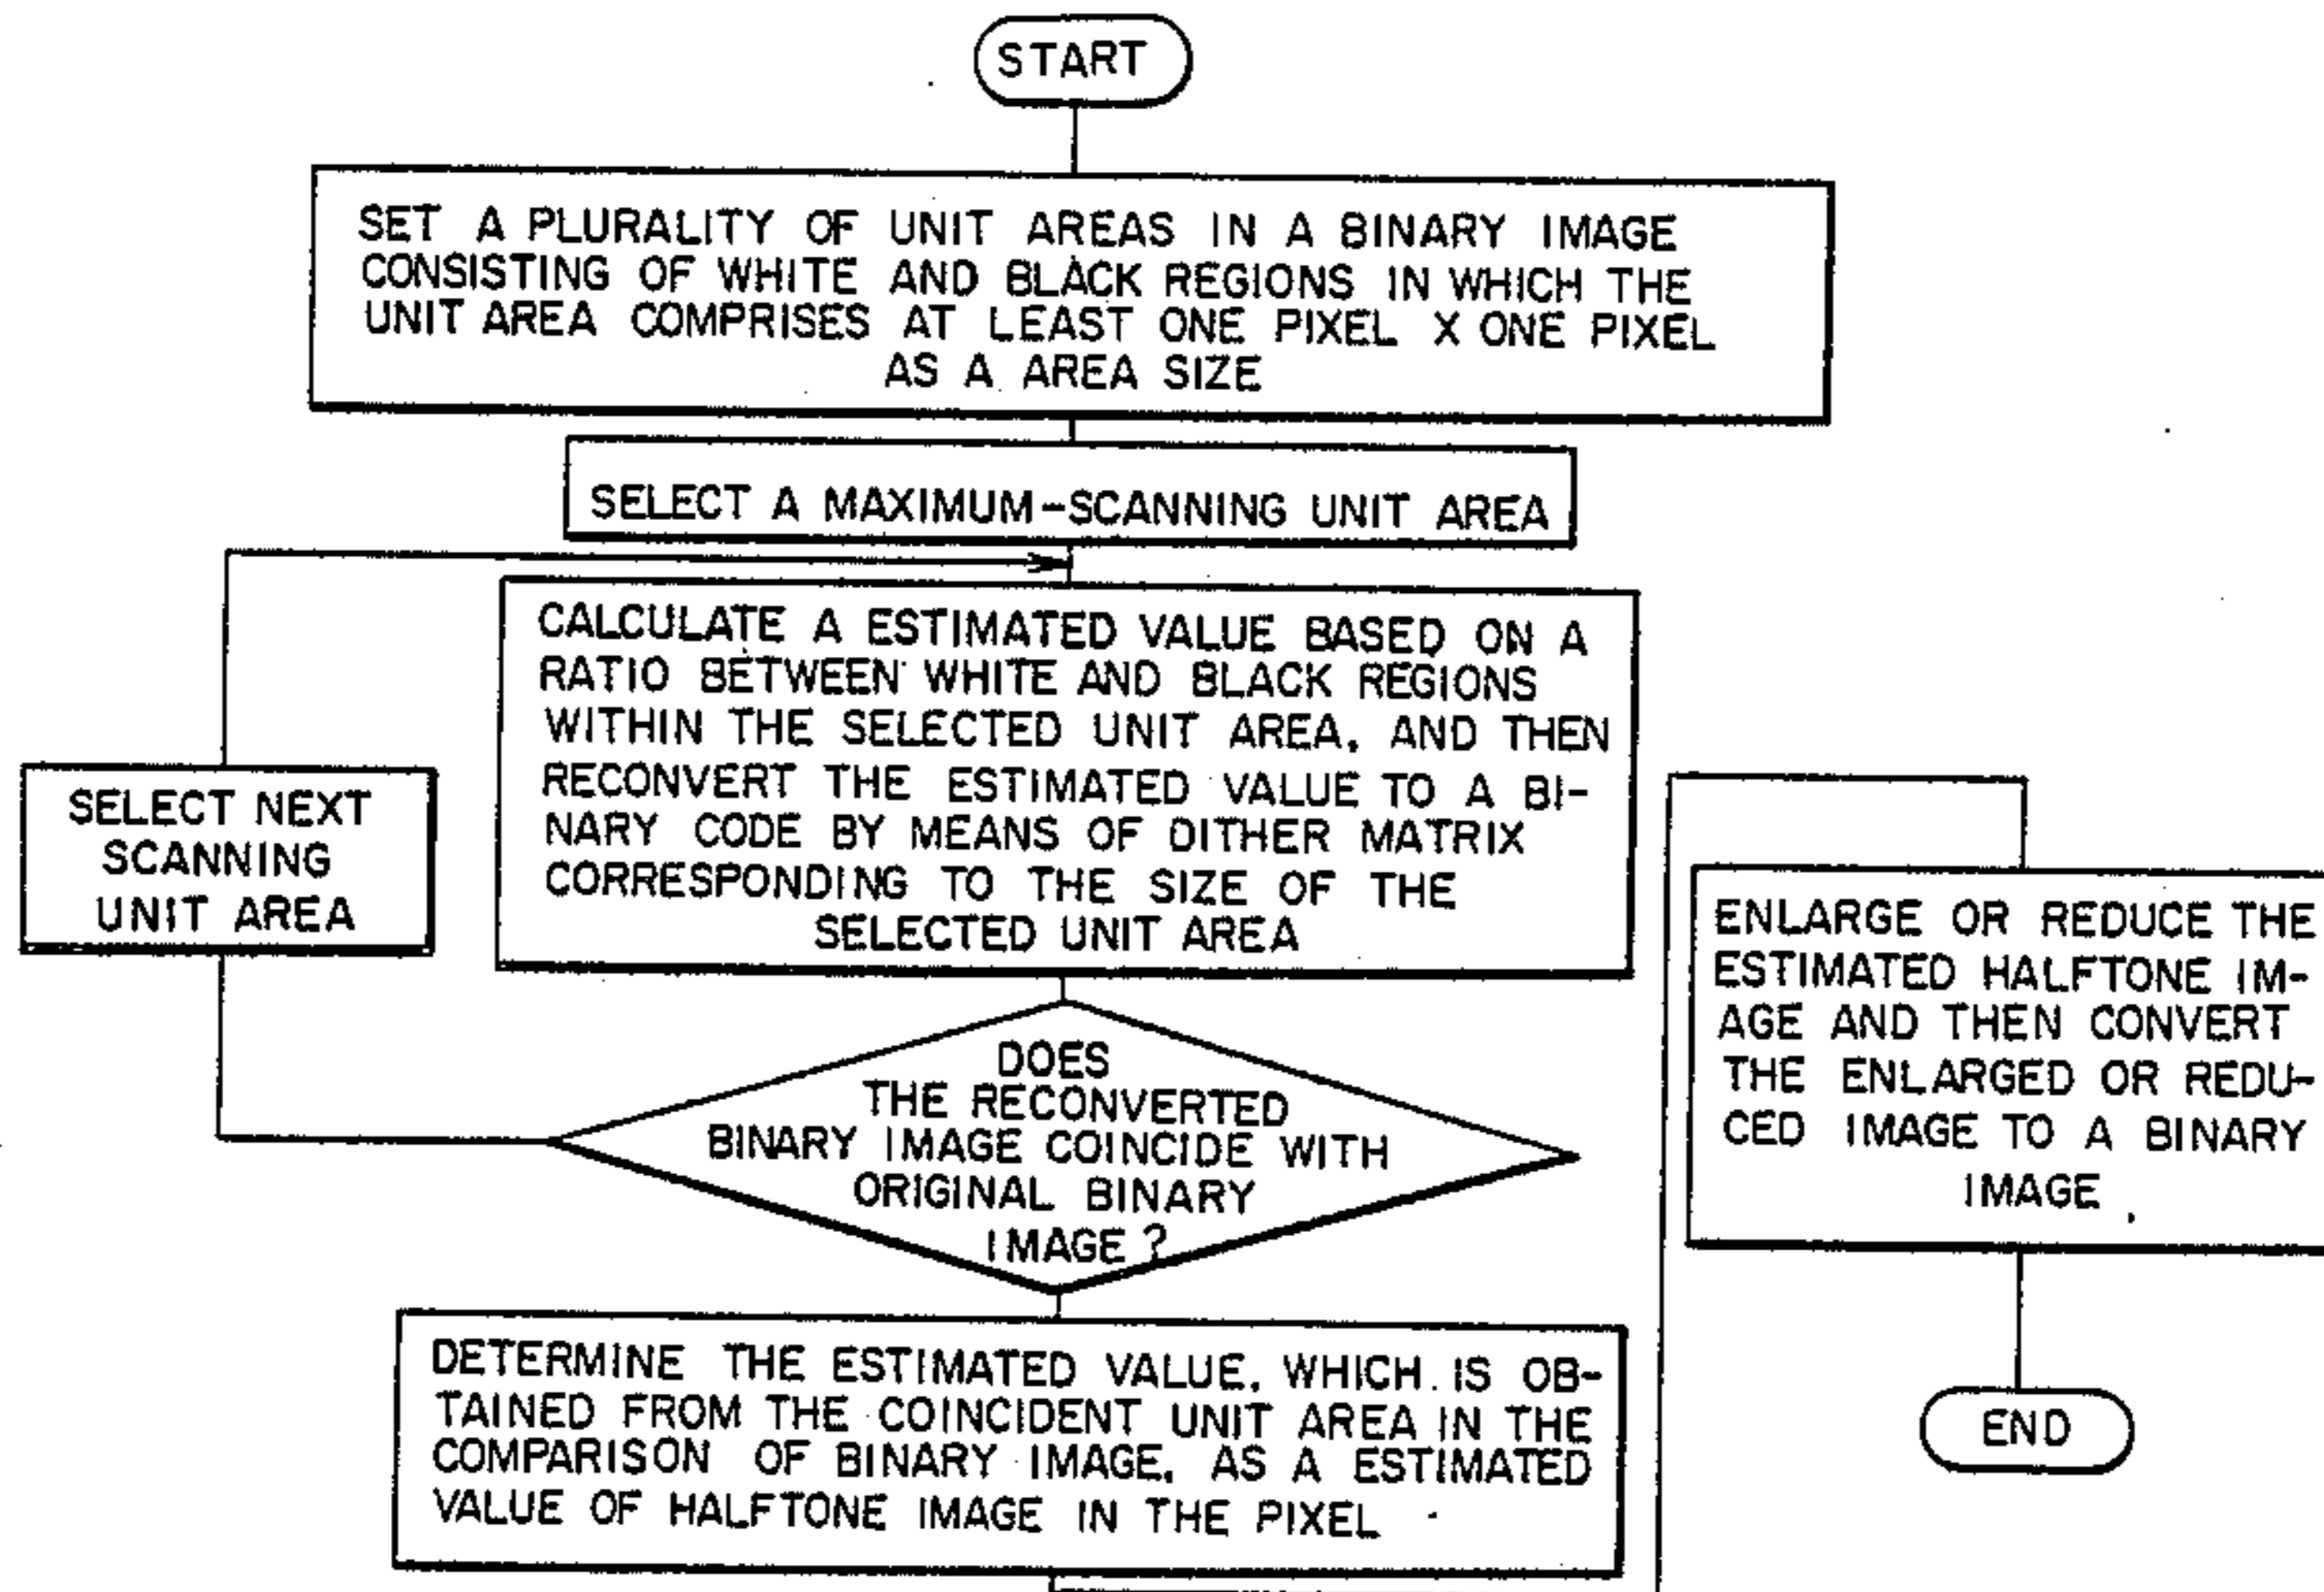 START
SET A PLURALITY OF UNIT AREAS IN A BINARY IMAGE
CONSISTING OF WHITE AND BLACK REGIONS IN WHICH THE
UNIT AREA COMPRISES AT LEAST ONE PIXEL X ONE PIXEL
AS A AREA SIZE
SELECT A MAXIMUM-SCANNING UNIT AREA
CALCULATE A ESTIMATED VALUE BASED ON A
RATIO BETWEEN WHITE AND BLACK REGIONS
WITHIN THE SELECTED UNIT AREA, AND THEN
RECONVERT THE ESTIMATED VALUE TO A BI-
NARY CODE BY MEANS OF DITHER MATRIX
CORRESPONDING TO THE SIZE OF THE
SELECTED UNIT AREA
SELECT NEXT
SCANNING
UNIT AREA
DOES
THE RECONVERTED
BINARY IMAGE COINCIDE WITH
ORIGINAL BINARY
IMAGE ?
DETERMINE THE ESTIMATED VALUE, WHICH IS OB-
TAINED FROM THE COINCIDENT UNIT AREA IN THE
COMPARISON OF BINARY IMAGE, AS A ESTIMATED
VALUE OF HALFTONE IMAGE IN THE PIXEL
ENLARGE OR REDUCE THE
ESTIMATED HALFTONE IM-
AGE AND THEN CONVERT
THE ENLARGED OR REDU-
CED IMAGE TO A BINARY
IMAGE
END